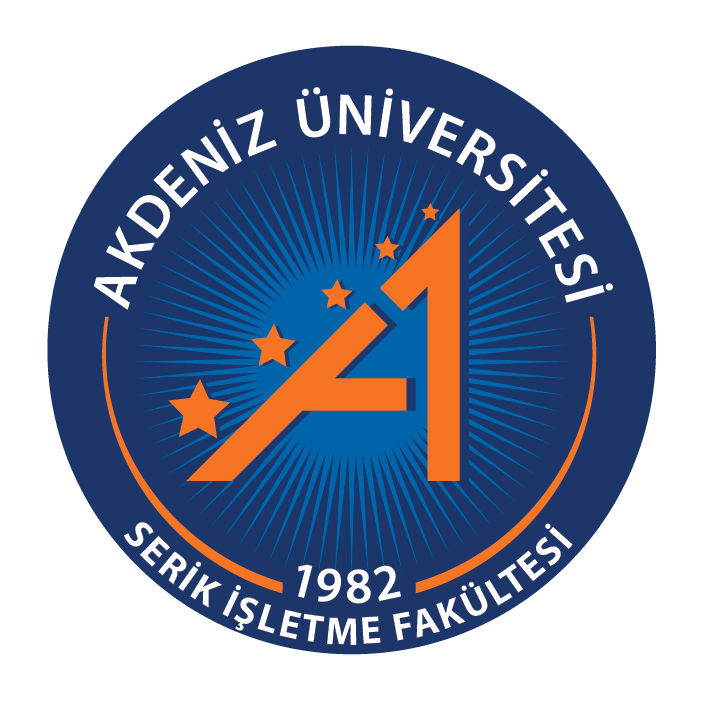 AKDENİZ ÜNİVERSİTESİ
1982
SERİK İŞLETME FAKÜLTESİ